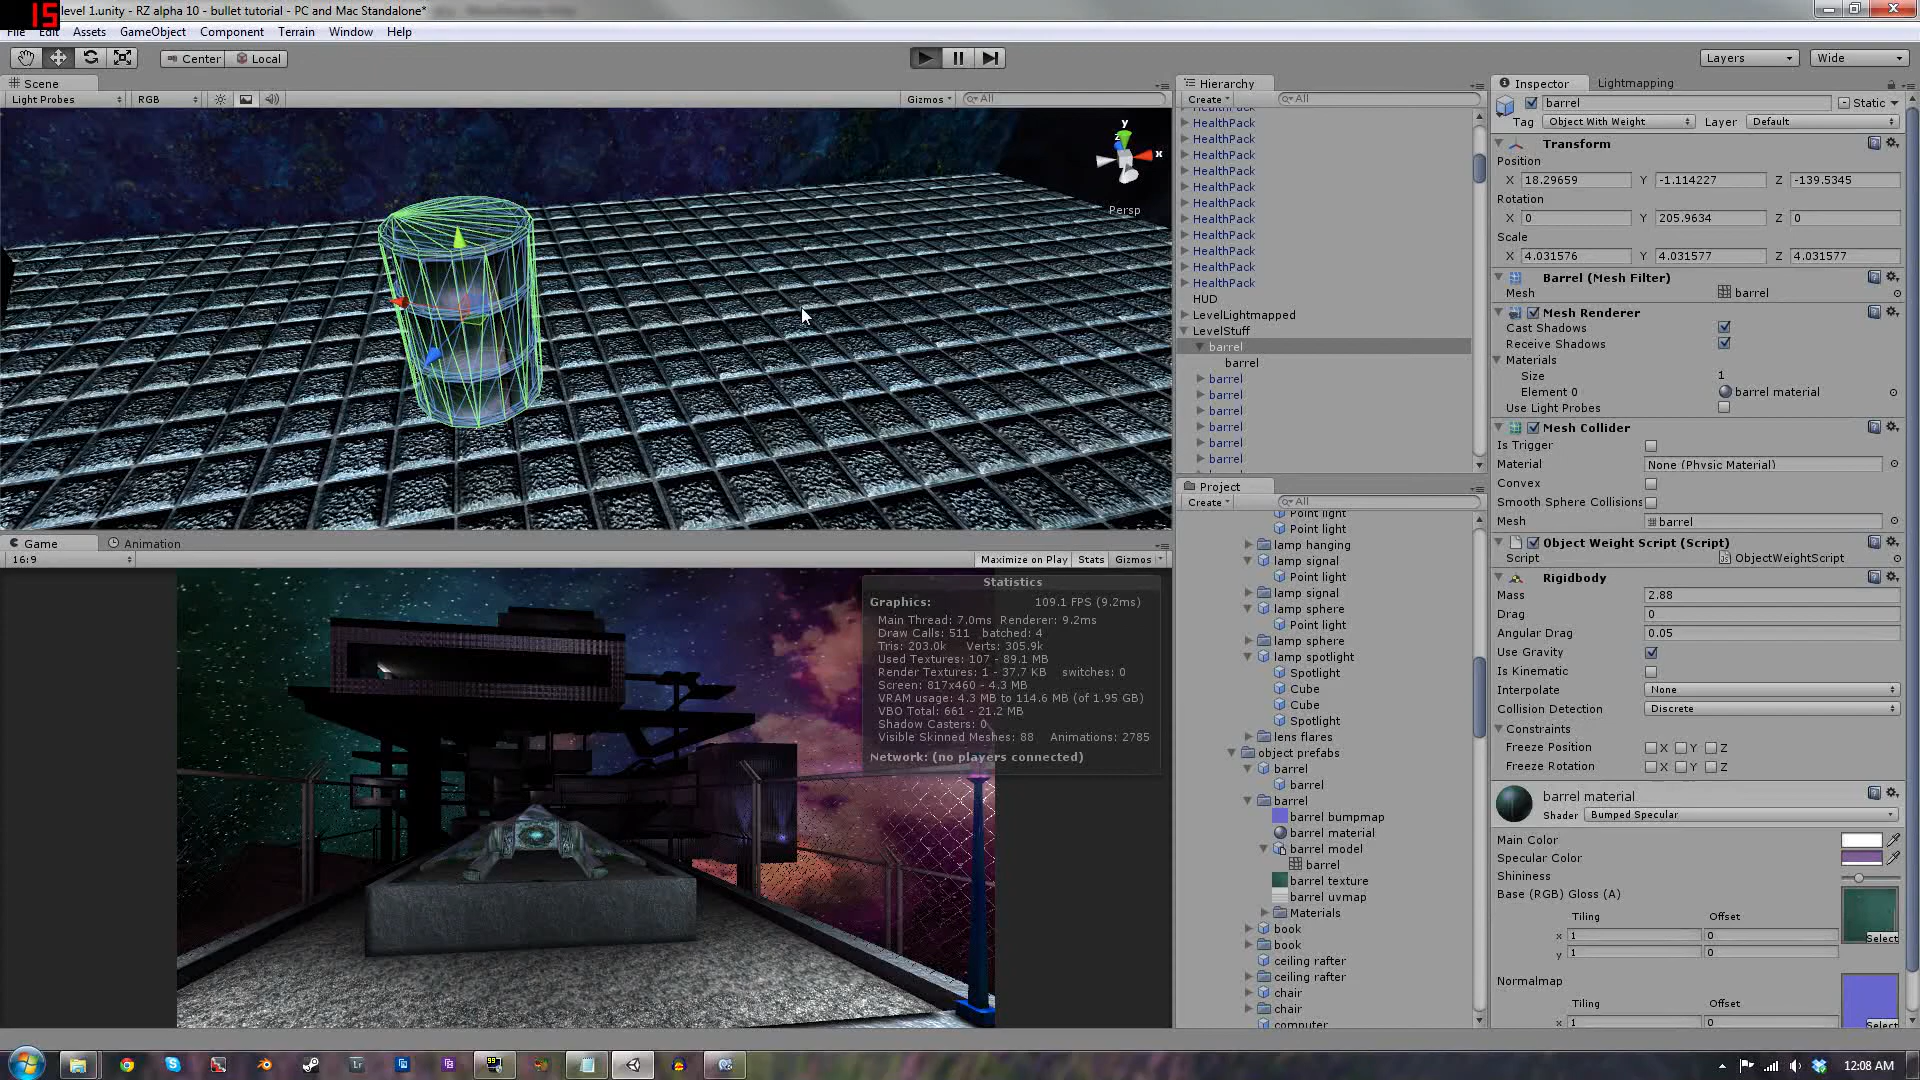 15
level 1.unity - RZ alpha 10 - bullet tutorial - PC and Mac Standalone*
File Edit Assets GameObject Component Terrain Window Help
Center Local
Layers Wide
Scene
Light Probes RGB
Gizmos All
y
z
x
Persp
Game Animation
16:9
Maximize on Play Stats Gizmos
Statistics
Graphics: 109.1 FPS (9.2ms)
Main Thread: 7.0ms Renderer: 9.2ms
Draw Calls: 511 batched: 4
Tris: 203.0k Verts: 305.9k
Used Textures: 107 - 89.1 MB
Render Textures: 1 - 37.7 KB switches: 0
Screen: 817x460 - 4.3 MB
VRAM usage: 4.3 MB to 114.6 MB (of 1.95 GB)
VBO Total: 661 - 21.2 MB
Shadow Casters: 0
Visible Skinned Meshes: 88 Animations: 2785
Network: (no players connected)
Hierarchy
Create All
HealthPack
HealthPack
HealthPack
HealthPack
HealthPack
HealthPack
HealthPack
HealthPack
HealthPack
HealthPack
HealthPack
HealthPack
HUD
LevelLightmapped
LevelStuff
barrel
barrel
barrel
barrel
barrel
barrel
barrel
barrel
Project
Create All
Point light
Point light
lamp hanging
lamp signal
Point light
lamp signal
lamp sphere
Point light
lamp sphere
lamp spotlight
Spotlight
Cube
Cube
Spotlight
lens flares
object prefabs
barrel
barrel
barrel
barrel bumpmap
barrel material
barrel model
barrel
barrel texture
barrel uvmap
Materials
book
book
ceiling rafter
ceiling rafter
chair
chair
computer
Inspector Lightmapping
barrel Static
Tag Object With Weight Layer Default
Transform
Position
X 18.29659 Y -1.114227 Z -139.5345
Rotation
X 0 Y 205.9634 Z 0
Scale
X 4.031576 Y 4.031577 Z 4.031577
Barrel (Mesh Filter)
Mesh barrel
Mesh Renderer
Cast Shadows
Receive Shadows
Materials
Size 1
Element 0 barrel material
Use Light Probes
Mesh Collider
Is Trigger
Material None (Physic Material)
Convex
Smooth Sphere Collisions
Mesh barrel
Object Weight Script (Script)
Script ObjectWeightScript
Rigidbody
Mass 2.88
Drag 0
Angular Drag 0.05
Use Gravity
Is Kinematic
Interpolate None
Collision Detection Discrete
Constraints
Freeze Position X Y Z
Freeze Rotation X Y Z
barrel material
Shader Bumped Specular
Main Color
Specular Color
Shininess
Base (RGB) Gloss (A)
Tiling Offset
x 1 0
y 1 0
Select
Normalmap
Tiling Offset
x 1 0
Select
Lr
99
12:08 AM